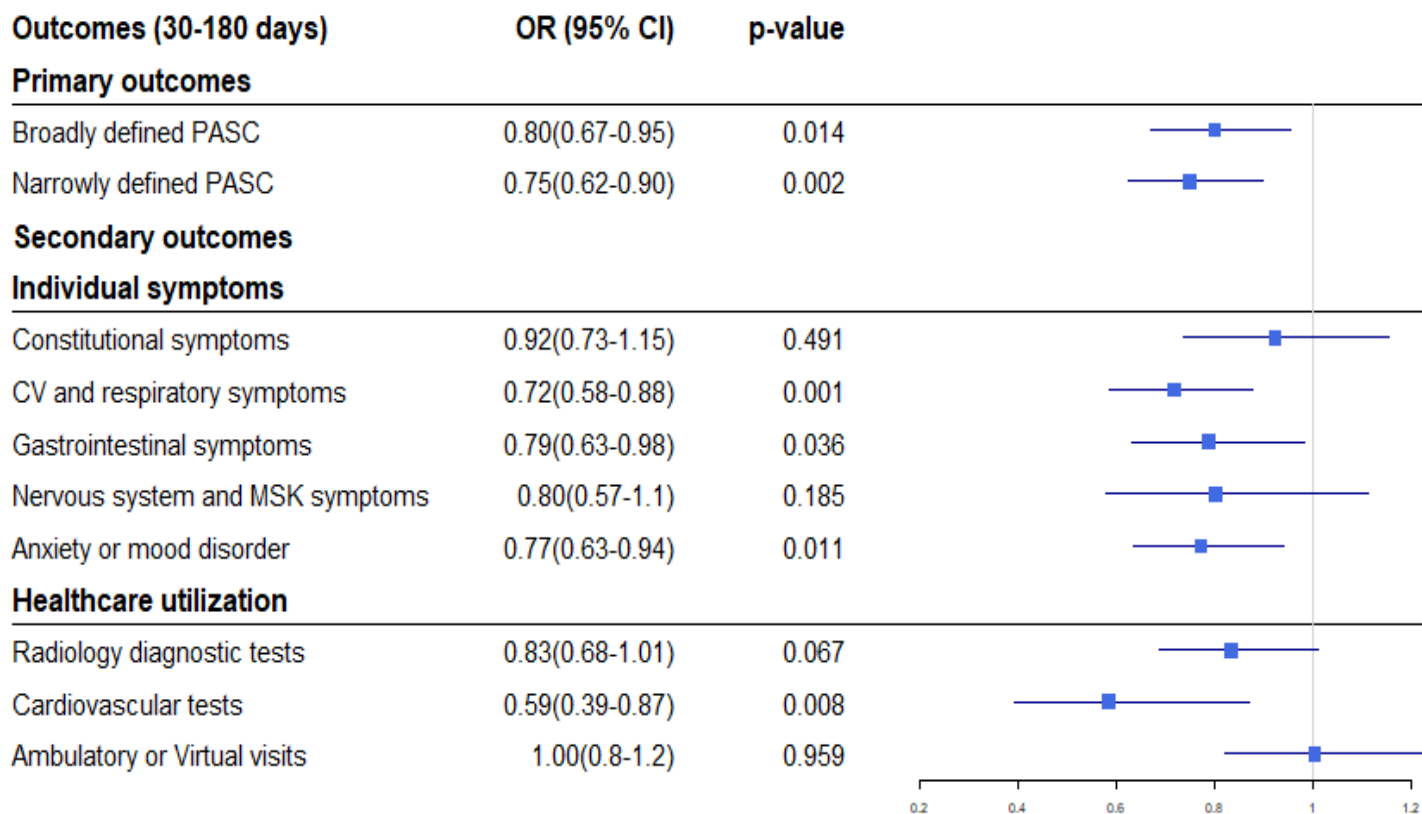 Outcomes (30-180 days) OR (95% CI) p-value
Primary outcomes
Broadly defined PASC 0.80(0.67-0.95) 0.014
Narrowly defined PASC 0.75(0.62-0.90) 0.002
Secondary outcomes
Individual symptoms
Constitutional symptoms 0.92(0.73-1.15) 0.491
CV and respiratory symptoms 0.72(0.58-0.88) 0.001
Gastrointestinal symptoms 0.79(0.63-0.98) 0.036
Nervous system and MSK symptoms 0.80(0.57-1.1) 0.185
Anxiety or mood disorder 0.77(0.63-0.94) 0.011
Healthcare utilization
Radiology diagnostic tests 0.83(0.68-1.01) 0.067
Cardiovascular tests 0.59(0.39-0.87) 0.008
Ambulatory or Virtual visits 1.00(0.8-1.2) 0.959
0.2 0.4 0.6 0.8 1 1.2